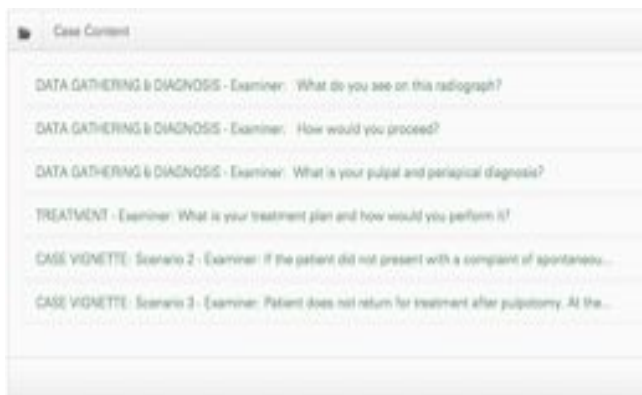 Case Content
DATA GATHERING & DIAGNOSIS - Examiner: What do you see on this radiograph?
DATA GATHERING & DIAGNOSIS - Examiner: How would you proceed?
DATA GATHERING & DIAGNOSIS - Examiner: What is your pulpal and periapical diagnosis?
TREATMENT - Examiner: What is your treatment plan and how would you perform it?
CASE VIGNETTE: Scenario 2 - Examiner: If the patient did not present with a complaint of spontaneou...
CASE VIGNETTE: Scenario 3 - Examiner: Patient does not return for treatment after pulpotomy. At the...